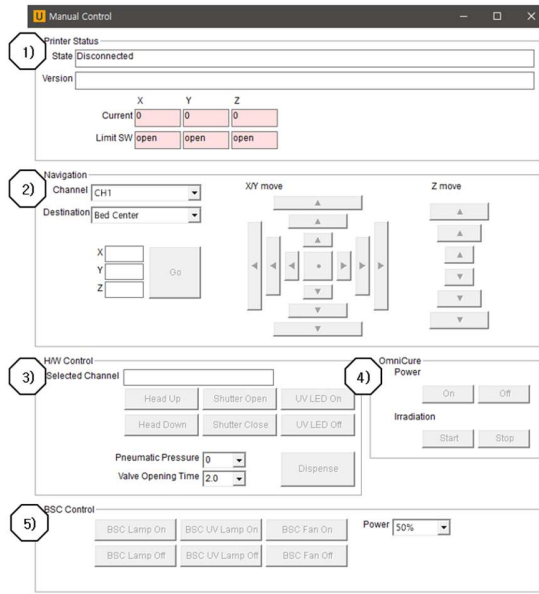 U Manual Control
1) Printer Status
State Disconnected
Version
X Y Z
Current 0 0 0
Limit SW open open open
2) Navigation
Channel CH1
X/Y move Z move
Destination Bed Center
X
Y
Z
Go
3) H/W Control
Selected Channel
Head Up Shutter Open UV LED On
Head Down Shutter Close UV LED Off
Pneumatic Pressure 0
Valve Opening Time 2.0
Dispense
4) OmniCure
Power
On Off
Irradiation
Start Stop
5) BSC Control
BSC Lamp On BSC UV Lamp On BSC Fan On Power 50%
BSC Lamp Off BSC UV Lamp Off BSC Fan Off